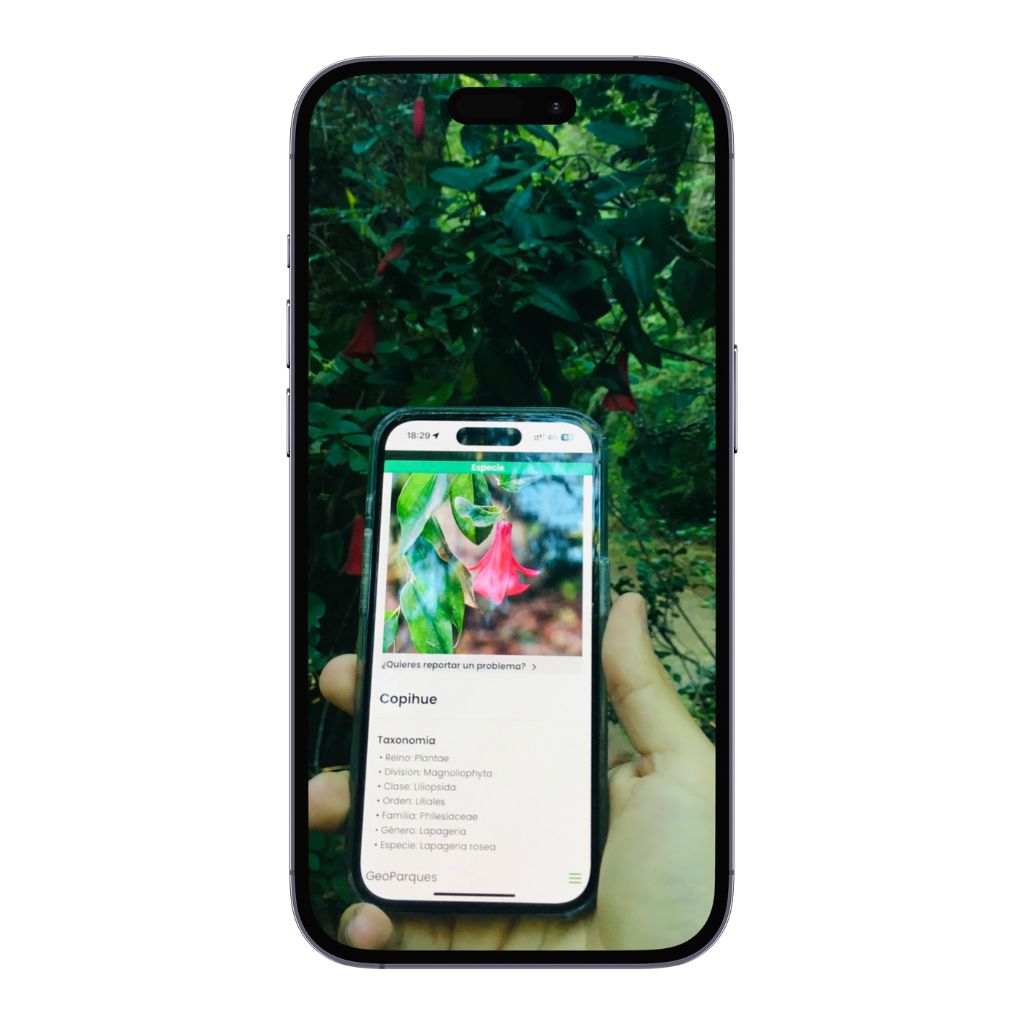 18:29
4G
Especie
¿Quieres reportar un problema? >
Copihue
Taxonomía
• Reino: Plantae
• División: Magnoliophyta
• Clase: Liliopsida
• Orden: Liliales
• Familia: Philesiaceae
• Género: Lapageria
• Especie: Lapageria rosea
GeoParques